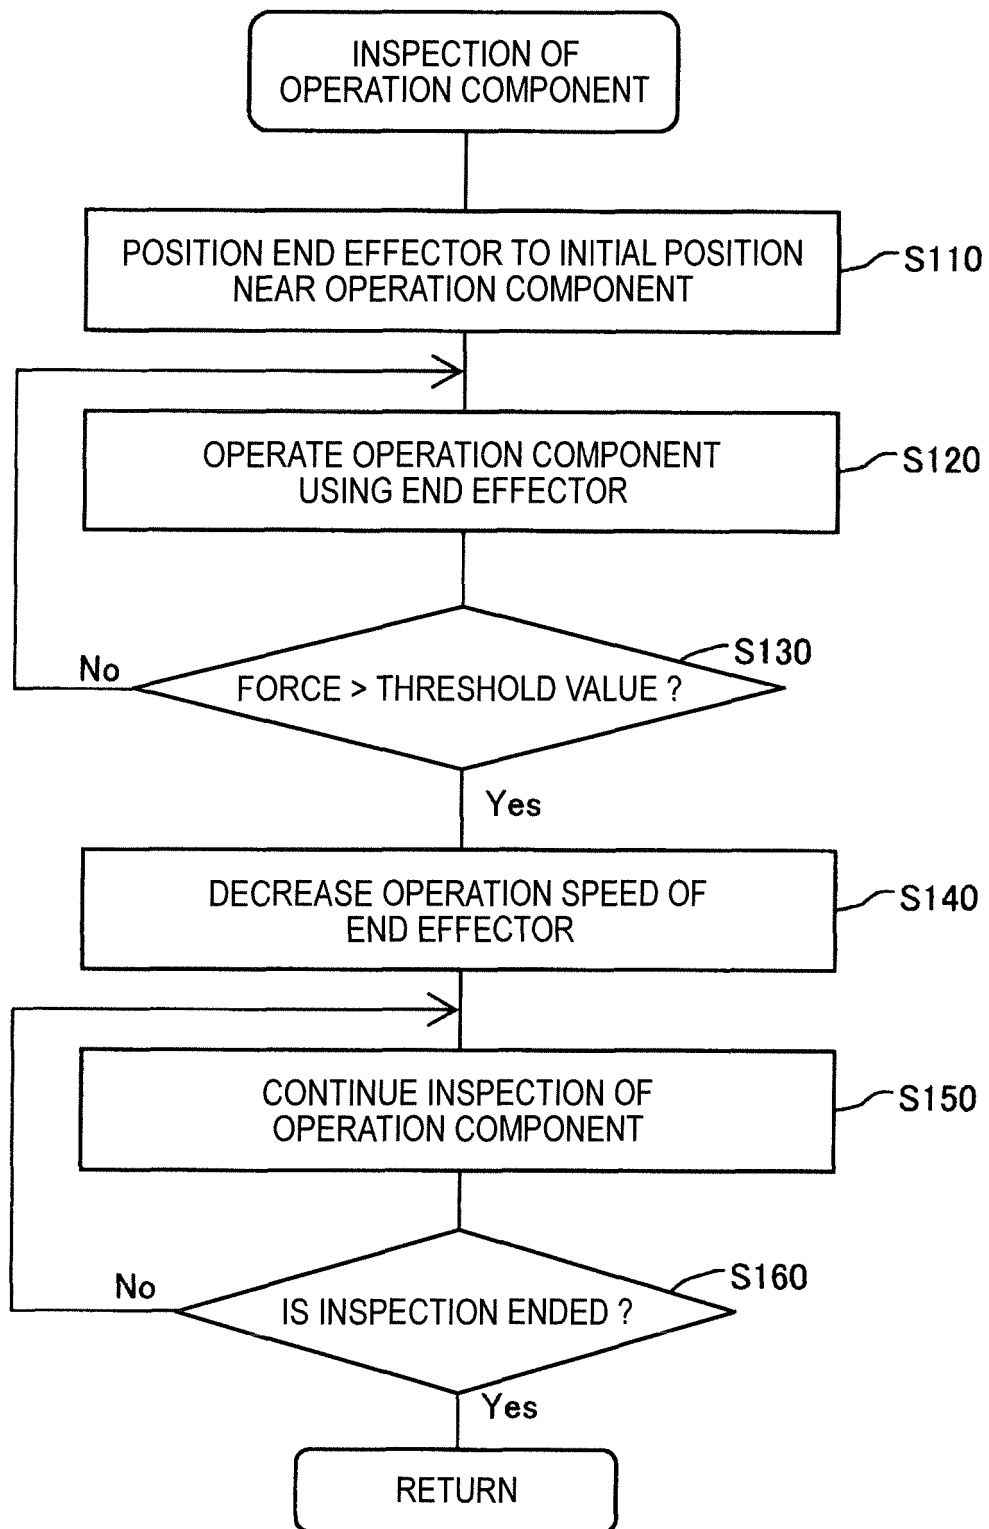 INSPECTION OF
OPERATION COMPONENT
POSITION END EFFECTOR TO INITIAL POSITION
NEAR OPERATION COMPONENT
S110
OPERATE OPERATION COMPONENT
USING END EFFECTOR
S120
S130
No
FORCE > THRESHOLD VALUE ?
Yes
DECREASE OPERATION SPEED OF
END EFFECTOR
S140
CONTINUE INSPECTION OF
OPERATION COMPONENT
S150
S160
No
IS INSPECTION ENDED ?
Yes
RETURN